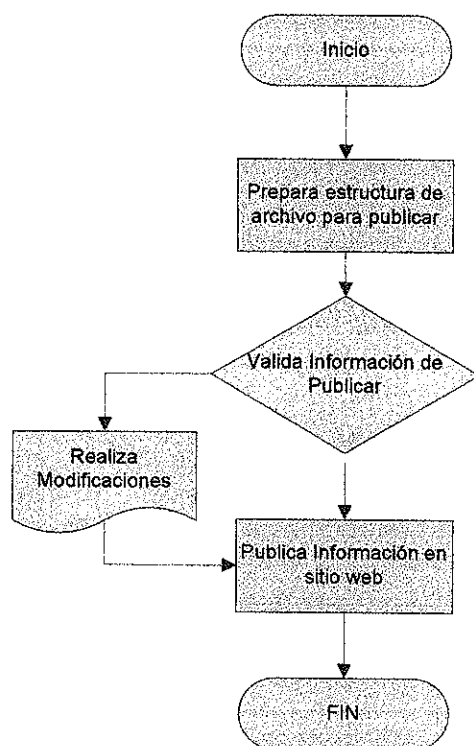 Inicio
Prepara estructura de
archivo para publicar
Valida Información de
Publicar
Realiza
Modificaciones
Publica Información en
sitio web
FIN